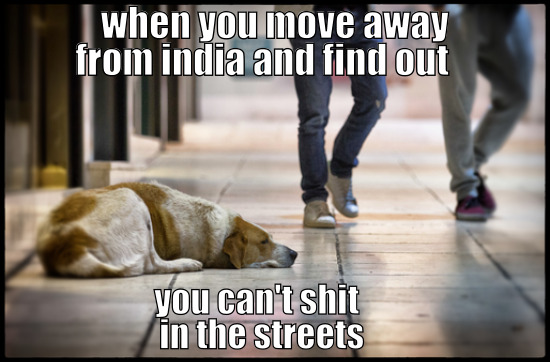 when you move away
from india and find out
you can't shit
in the streets